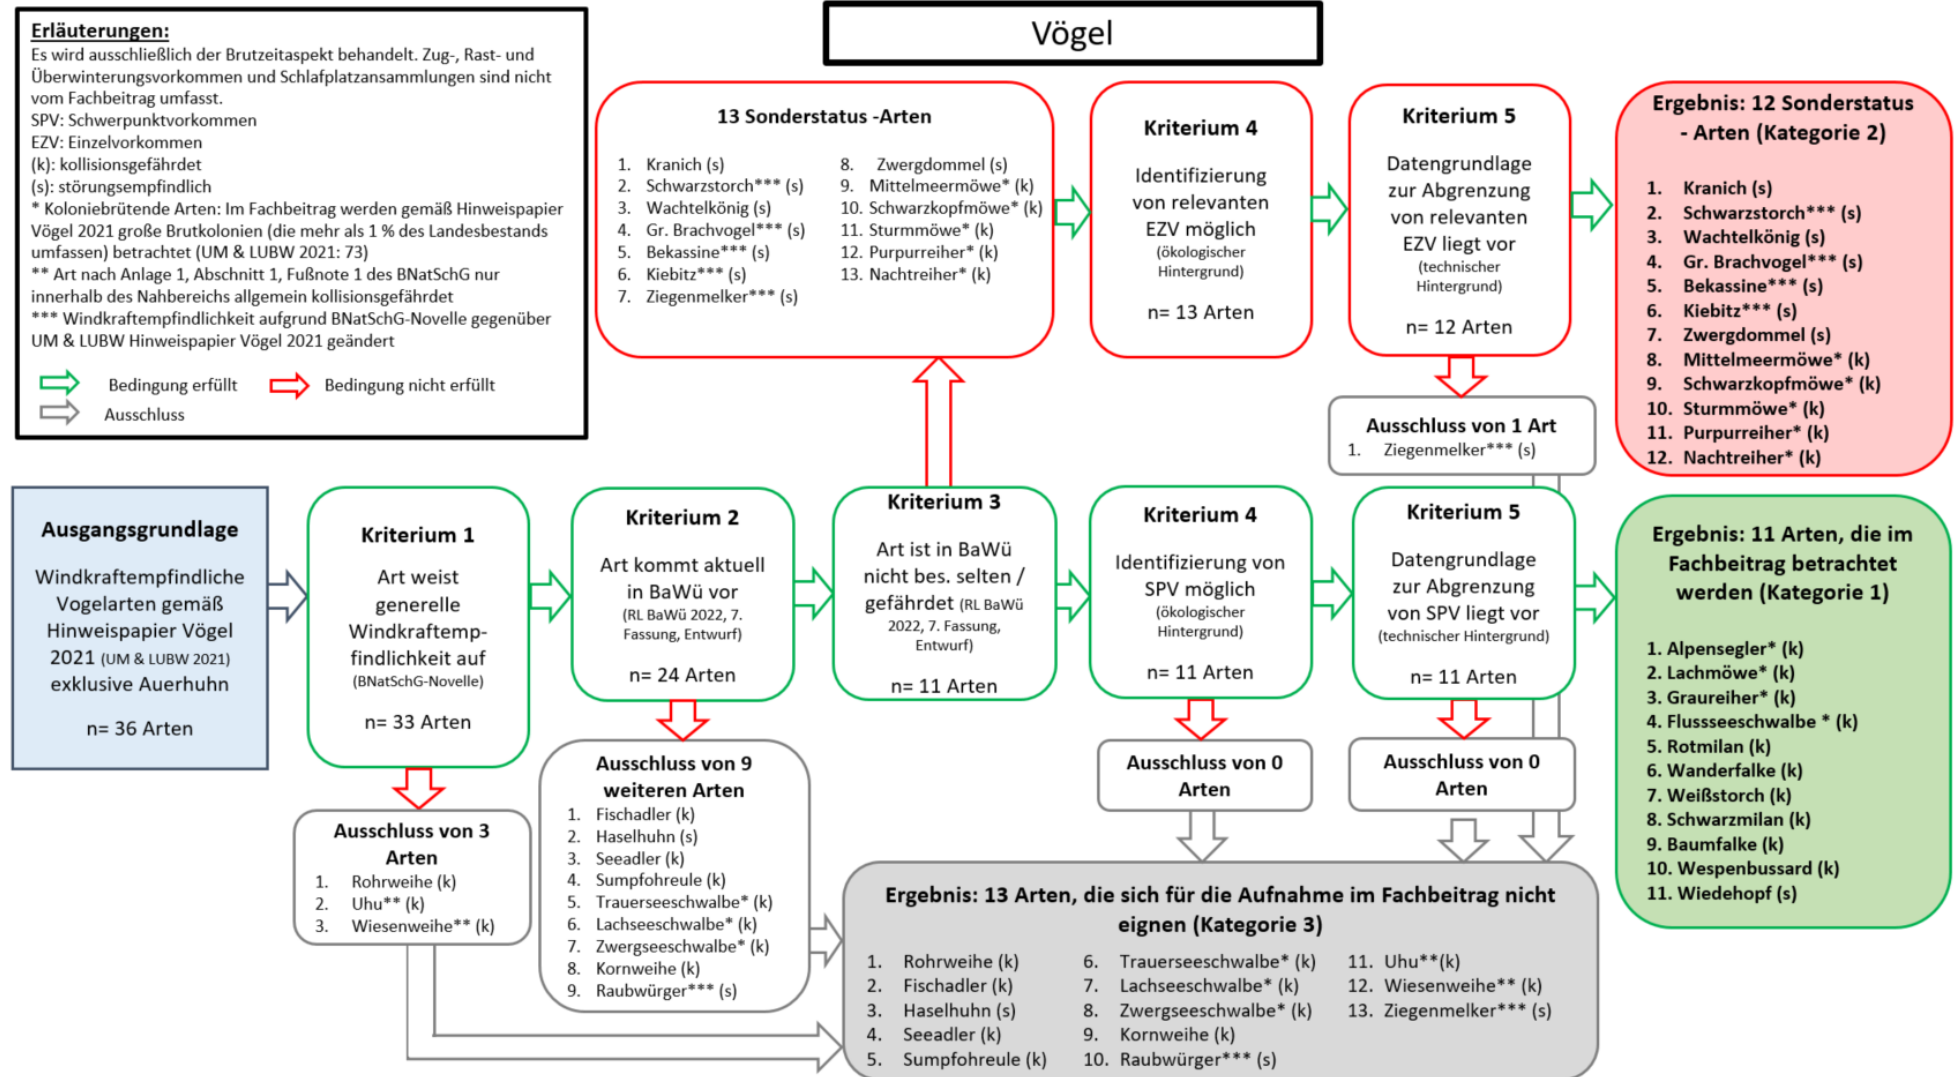 Vögel
Erläuterungen:
Es wird ausschließlich der Brutzeitaspekt behandelt. Zug-, Rast- und
Überwinterungsvorkommen und Schlafplatzansammlungen sind nicht
vom Fachbeitrag umfasst.
SPV: Schwerpunktvorkommen
EZV: Einzelvorkommen
(k): kollisionsgefährdet
(s): störungsempfindlich
* Koloniebrütende Arten: Im Fachbeitrag werden gemäß Hinweispapier
Vögel 2021 große Brutkolonien (die mehr als 1 % des Landesbestands
umfassen) betrachtet (UM & LUBW 2021: 73)
** Art nach Anlage 1, Abschnitt 1, Fußnote 1 des BNatSchG nur
innerhalb des Nahbereichs allgemein kollisionsgefährdet
*** Windkraftempfindlichkeit aufgrund BNatSchG-Novelle gegenüber
UM & LUBW Hinweispapier Vögel 2021 geändert
Bedingung erfüllt
Bedingung nicht erfüllt
Ausschluss
13 Sonderstatus -Arten
1. Kranich (s)
2. Schwarzstorch*** (s)
3. Wachtelkönig (s)
4. Gr. Brachvogel*** (s)
5. Bekassine*** (s)
6. Kiebitz*** (s)
7. Ziegenmelker*** (s)
8. Zwergdommel (s)
9. Mittelmeermöwe* (k)
10. Schwarzkopfmöwe* (k)
11. Sturmmöwe* (k)
12. Purpurreiher* (k)
13. Nachtreiher* (k)
Kriterium 4
Identifizierung
von relevanten
EZV möglich
(ökologischer
Hintergrund)
n= 13 Arten
Kriterium 5
Datengrundlage
zur Abgrenzung
von relevanten
EZV liegt vor
(technischer
Hintergrund)
n= 12 Arten
Ergebnis: 12 Sonderstatus
- Arten (Kategorie 2)
1. Kranich (s)
2. Schwarzstorch*** (s)
3. Wachtelkönig (s)
4. Gr. Brachvogel*** (s)
5. Bekassine*** (s)
6. Kiebitz*** (s)
7. Zwergdommel (s)
8. Mittelmeermöwe* (k)
9. Schwarzkopfmöwe* (k)
10. Sturmmöwe* (k)
11. Purpurreiher* (k)
12. Nachtreiher* (k)
Ausschluss von 1 Art
1. Ziegenmelker*** (s)
Ausgangsgrundlage
Windkraftempfindliche
Vogelarten gemäß
Hinweispapier Vögel
2021 (UM & LUBW 2021)
exklusive Auerhuhn
n= 36 Arten
Kriterium 1
Art weist
generelle
Windkraftemp-
findlichkeit auf
(BNatSchG-Novelle)
n= 33 Arten
Kriterium 2
Art kommt aktuell
in BaWü vor
(RL BaWü 2022, 7.
Fassung, Entwurf)
n= 24 Arten
Kriterium 3
Art ist in BaWü
nicht bes. selten /
gefährdet (RL BaWü
2022, 7. Fassung,
Entwurf)
n= 11 Arten
Kriterium 4
Identifizierung von
SPV möglich
(ökologischer
Hintergrund)
n= 11 Arten
Kriterium 5
Datengrundlage
zur Abgrenzung
von SPV liegt vor
(technischer Hintergrund)
n= 11 Arten
Ergebnis: 11 Arten, die im
Fachbeitrag betrachtet
werden (Kategorie 1)
1. Alpensegler* (k)
2. Lachmöwe* (k)
3. Graureiher* (k)
4. Flussseeschwalbe * (k)
5. Rotmilan (k)
6. Wanderfalke (k)
7. Weißstorch (k)
8. Schwarzmilan (k)
9. Baumfalke (k)
10. Wespenbussard (k)
11. Wiedehopf (s)
Ausschluss von 3
Arten
1. Rohrweihe (k)
2. Uhu** (k)
3. Wiesenweihe** (k)
Ausschluss von 9
weiteren Arten
1. Fischadler (k)
2. Haselhuhn (s)
3. Seeadler (k)
4. Sumpfohreule (k)
5. Trauerseeschwalbe* (k)
6. Lachseeschwalbe* (k)
7. Zwergseeschwalbe* (k)
8. Kornweihe (k)
9. Raubwürger*** (s)
Ausschluss von 0
Arten
Ausschluss von 0
Arten
Ergebnis: 13 Arten, die sich für die Aufnahme im Fachbeitrag nicht
eignen (Kategorie 3)
1. Rohrweihe (k)
2. Fischadler (k)
3. Haselhuhn (s)
4. Seeadler (k)
5. Sumpfohreule (k)
6. Trauerseeschwalbe* (k)
7. Lachseeschwalbe* (k)
8. Zwergseeschwalbe* (k)
9. Kornweihe (k)
10. Raubwürger*** (s)
11. Uhu**(k)
12. Wiesenweihe** (k)
13. Ziegenmelker*** (s)